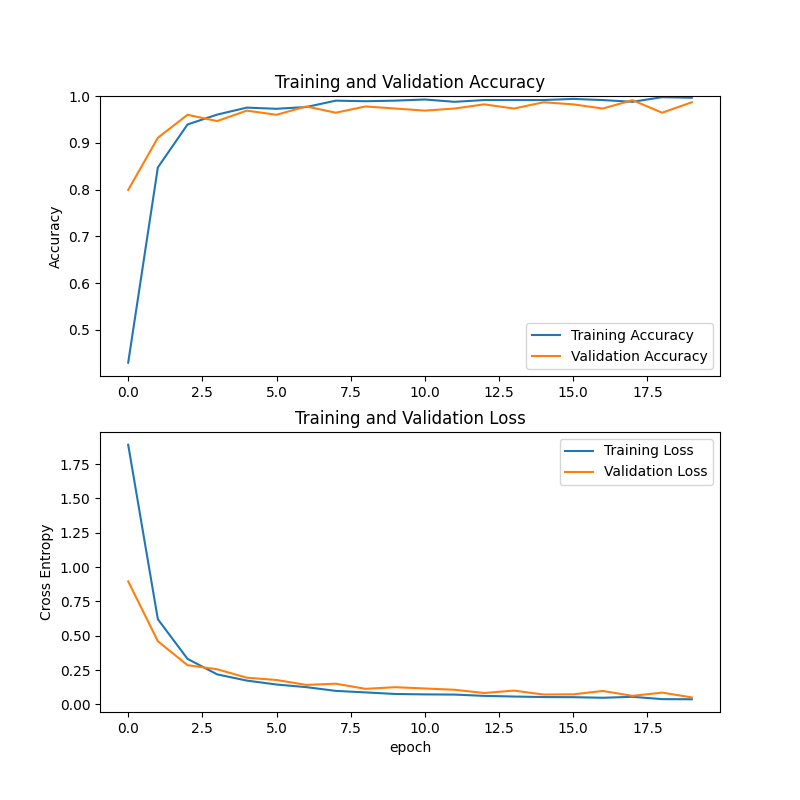 Training and Validation Accuracy
1.0
0.9
0.8
0.7
0.6
0.5
Accuracy
Training Accuracy
Validation Accuracy
0.0 2.5 5.0 7.5 10.0 12.5 15.0 17.5
Training and Validation Loss
Training Loss
Validation Loss
1.75
1.50
1.25
1.00
0.75
0.50
0.25
0.00
Cross Entropy
0.0 2.5 5.0 7.5 10.0 12.5 15.0 17.5
epoch